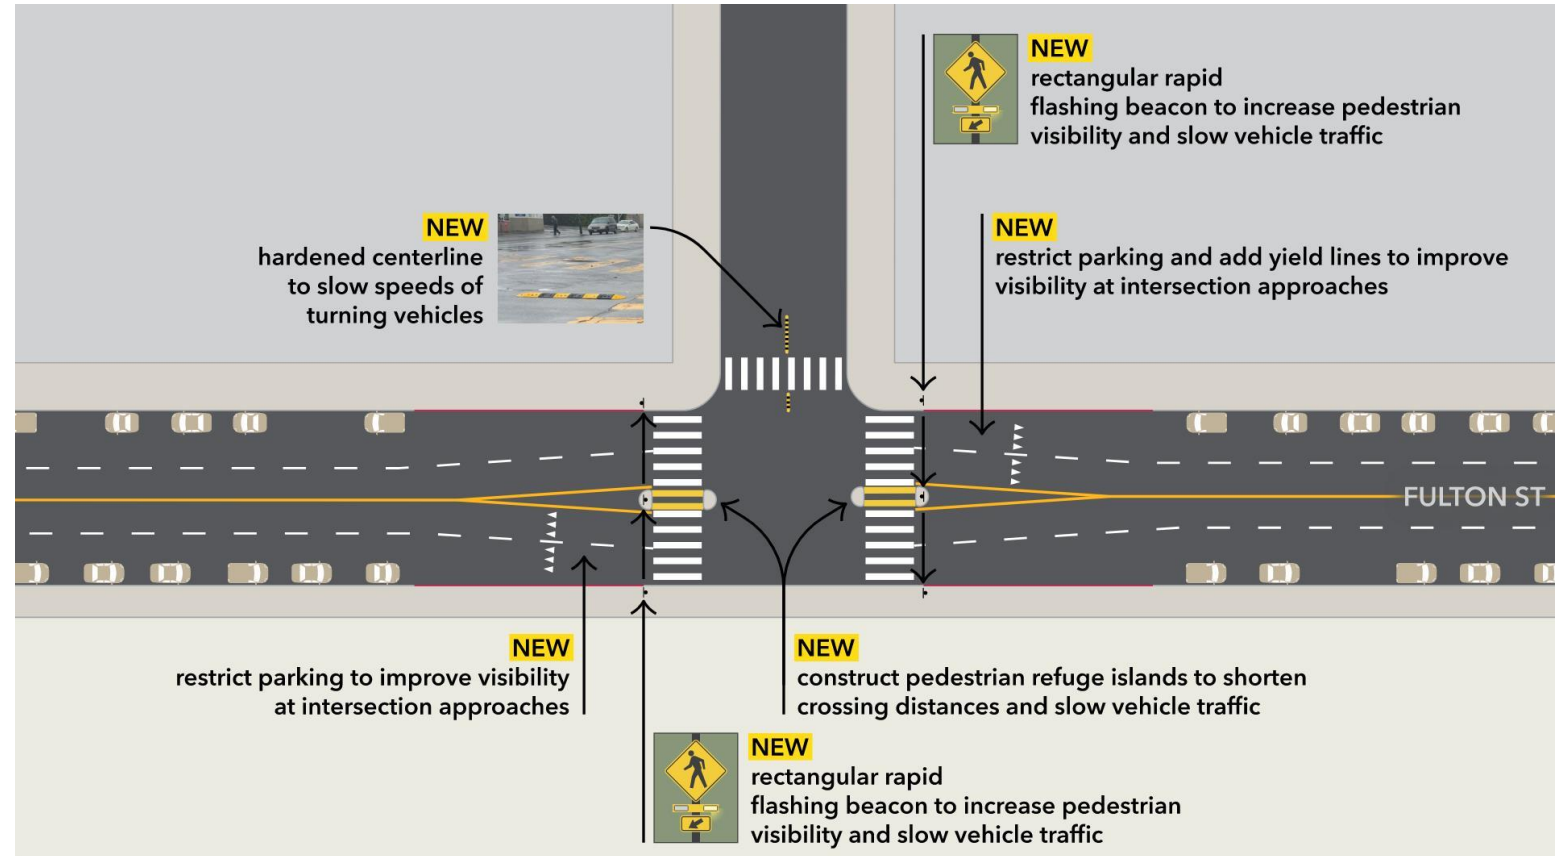 NEW
rectangular rapid
flashing beacon to increase pedestrian
visibility and slow vehicle traffic
NEW
hardened centerline
to slow speeds of
turning vehicles
NEW
restrict parking and add yield lines to improve
visibility at intersection approaches
FULTON ST
NEW
restrict parking to improve visibility
at intersection approaches
NEW
construct pedestrian refuge islands to shorten
crossing distances and slow vehicle traffic
NEW
rectangular rapid
flashing beacon to increase pedestrian
visibility and slow vehicle traffic